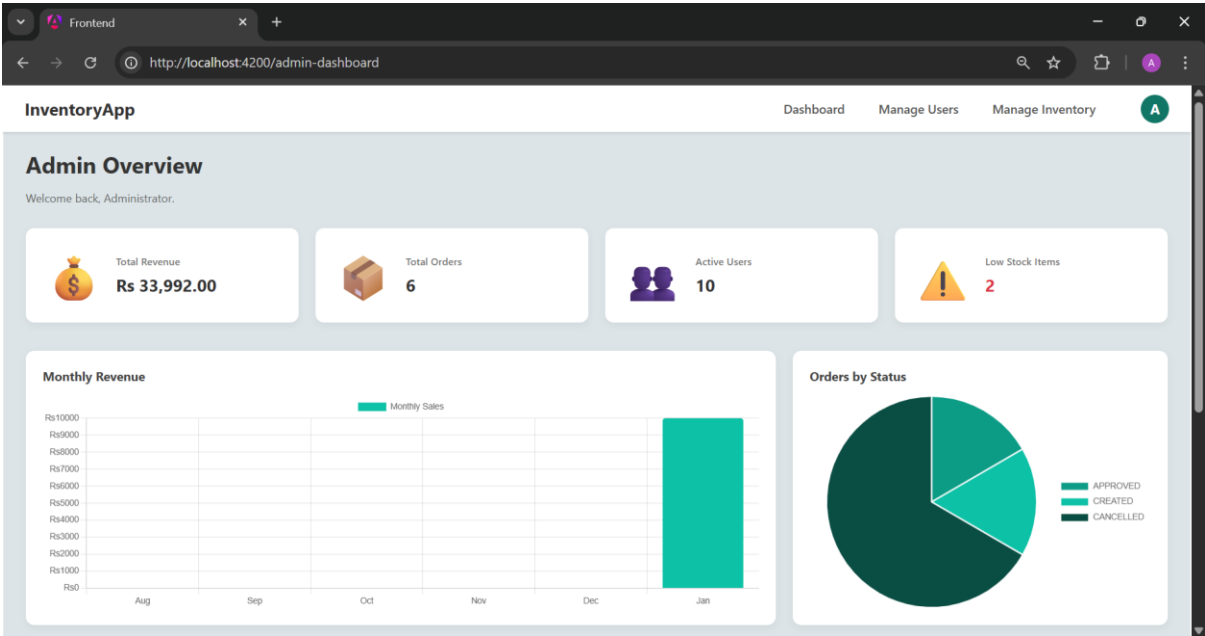 Frontend
http://localhost:4200/admin-dashboard
A
InventoryApp
Dashboard Manage Users Manage Inventory A
Admin Overview
Welcome back, Administrator.
Total Revenue
Rs 33,992.00
Total Orders
6
Active Users
10
Low Stock Items
2
Monthly Revenue
Monthly Sales
Rs10000
Rs9000
Rs8000
Rs7000
Rs6000
Rs5000
Rs4000
Rs3000
Rs2000
Rs1000
Rs0
Aug Sep Oct Nov Dec Jan
Orders by Status
APPROVED
CREATED
CANCELLED